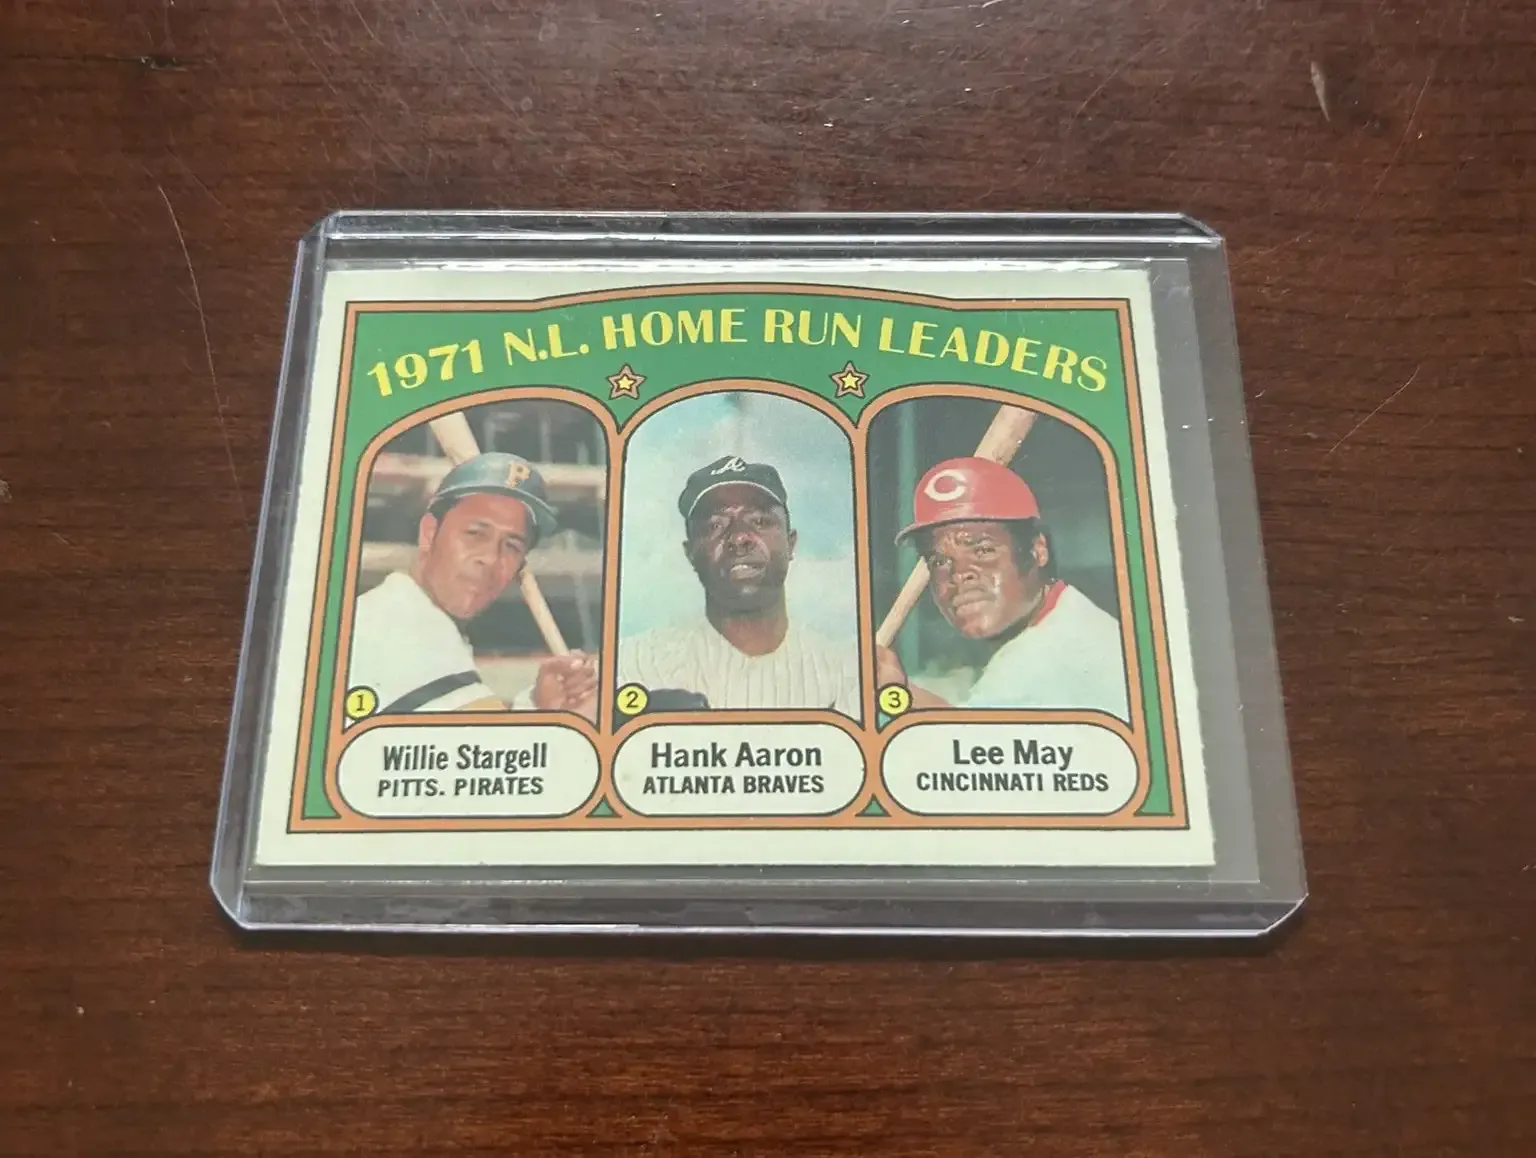 1971 N.L. HOME RUN LEADERS
P
A
C
1
2
3
Willie Stargell
PITTS. PIRATES
Hank Aaron
ATLANTA BRAVES
Lee May
CINCINNATI REDS